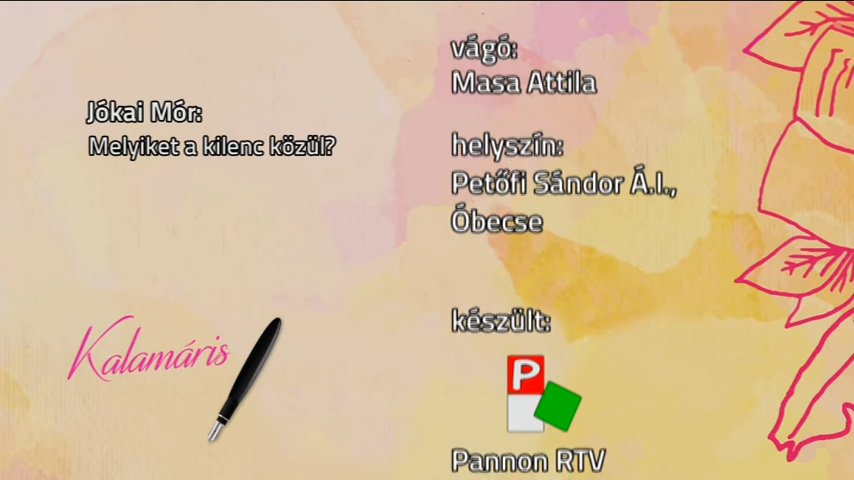 Jókai Mór:
Melyiket a kilenc közül?
Kalamáris
vágó:
Masa Attila
helyszín:
Petőfi Sándor Á.I.,
Óbecse
készült:
P
Pannon RTV